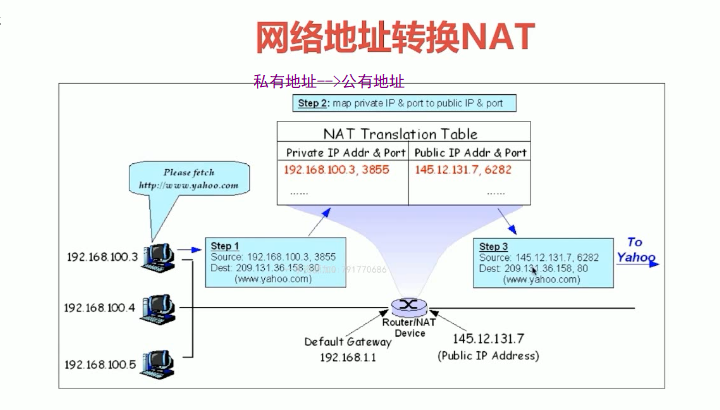 网络地址转换NAT
私有地址-->公有地址
Step 2: map private IP & port to public IP & port
NAT Translation Table
Private IP Addr & Port
Public IP Addr & Port
192.168.100.3, 3855
145.12.131.7, 6282
......
......
Please fetch
http://www.yahoo.com
192.168.100.3
Step 1
Source: 192.168.100.3, 3855
Dest: 209.131.36.158, 80
(www.yahoo.com)
Step 3
Source: 145.12.131.7, 6282
Dest: 209.131.36.158, 80
(www.yahoo.com)
To
Yahoo
192.168.100.4
Router/NAT
Device
Default Gateway
192.168.1.1
145.12.131.7
(Public IP Address)
192.168.100.5